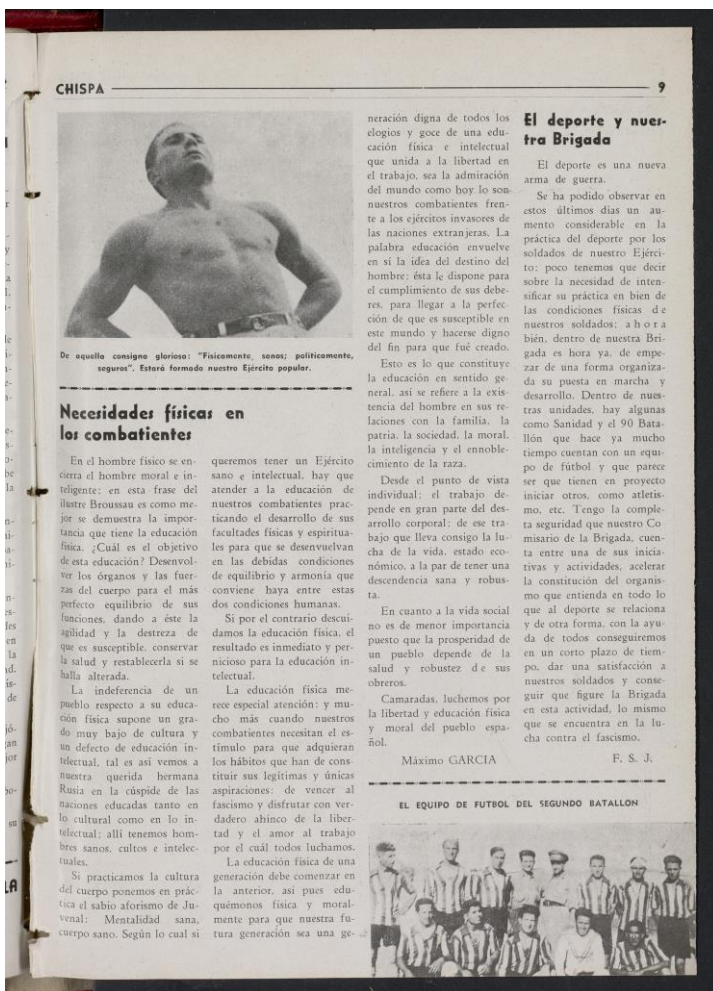 CHISPA
9
De aquella consigna gloriosa: "Físicamente, sanos; políticamente,
seguros". Estará formado nuestro Ejército popular.
Necesidades físicas en
los combatientes
En el hombre físico se en-
cierra el hombre moral e in-
teligente; en esta frase del
ilustre Broussau es como me-
jor se demuestra la impor-
tancia que tiene la educación
física. ¿Cuál es el objetivo
de esta educación? Desenvol-
ver los órganos y las fuer-
zas del cuerpo para el más
perfecto equilibrio de sus
funciones, dando a éste la
agilidad y la destreza de
que es susceptible, conservar
la salud y restablecerla si se
halla alterada.
La indeferencia de un
pueblo respecto a su educa-
ción física supone un gra-
do muy bajo de cultura y
un defecto de educación in-
telectual, tal es así vemos a
nuestra querida hermana
Rusia en la cúspide de las
naciones educadas tanto en
lo cultural como en lo in-
telectual; allí tenemos hom-
bres sanos, cultos e intelec-
tuales.
Si practicamos la cultura
del cuerpo ponemos en prác-
tica el sabio aforismo de Ju-
venal: Mentalidad sana,
cuerpo sano. Según lo cual si
queremos tener un Ejército
sano e intelectual, hay que
atender a la educación de
nuestros combatientes prac-
ticando el desarrollo de sus
facultades físicas y espiritua-
les para que se desenvuelvan
en las debidas condiciones
de equilibrio y armonía que
conviene haya entre estas
dos condiciones humanas.
Si por el contrario descui-
damos la educación física, el
resultado es inmediato y per-
nicioso para la educación in-
telectual.
La educación física me-
rece especial atención; y mu-
cho más cuando nuestros
combatientes necesitan el es-
tímulo para que adquieran
los hábitos que han de cons-
tituir sus legítimas y únicas
aspiraciones: de vencer al
fascismo y disfrutar con ver-
dadero ahinco de la liber-
tad y el amor al trabajo
por el cuál todos luchamos.
La educación física de una
generación debe comenzar en
la anterior, así pues edu-
quémonos física y moral-
mente para que nuestra fu-
tura generación sea una ge-
neración digna de todos los
elogios y goce de una edu-
cación física e intelectual
que unida a la libertad en
el trabajo, sea la admiración
del mundo como hoy lo son
nuestros combatientes fren-
te a los ejércitos invasores de
las naciones extranjeras. La
palabra educación envuelve
en sí la idea del destino del
hombre; ésta le dispone para
el cumplimiento de sus debe-
res, para llegar a la perfec-
ción de que es susceptible en
este mundo y hacerse digno
del fin para que fué creado.
Esto es lo que constituye
la educación en sentido ge-
neral, así se refiere a la exis-
tencia del hombre en sus re-
laciones con la familia, la
patria, la sociedad, la moral,
la inteligencia y el ennoble-
cimiento de la raza.
Desde el punto de vista
individual; el trabajo de-
pende en gran parte del des-
arrollo corporal; de ese tra-
bajo que lleva consigo la lu-
cha de la vida, estado eco-
nómico, a la par de tener una
descendencia sana y robus-
ta.
En cuanto a la vida social
no es de menor importancia
puesto que la prosperidad de
un pueblo depende de la
salud y robustez de sus
obreros.
Camaradas, luchemos por
la libertad y educación física
y moral del pueblo espa-
ñol.
Máximo GARCIA
El deporte y nues-
tra Brigada
El deporte es una nueva
arma de guerra.
Se ha podido observar en
estos últimos días un au-
mento considerable en la
práctica del deporte por los
soldados de nuestro Ejérci-
to; poco tenemos que decir
sobre la necesidad de inten-
sificar su práctica en bien de
las condiciones físicas de
nuestros soldados; ahora
bién, dentro de nuestra Bri-
gada es hora ya, de empe-
zar de una forma organiza-
da su puesta en marcha y
desarrollo. Dentro de nues-
tras unidades, hay algunas
como Sanidad y el 90 Bata-
llón que hace ya mucho
tiempo cuentan con un equi-
po de fútbol y que parece
ser que tienen en proyecto
iniciar otros, como atletis-
mo, etc. Tengo la comple-
ta seguridad que nuestro Co
misario de la Brigada, cuen-
ta entre una de sus inicia-
tivas y actividades, acelerar
la constitución del organis-
mo que entienda en todo lo
que al deporte se relaciona
y de otra forma, con la ayu-
da de todos conseguiremos
en un corto plazo de tiem-
po, dar una satisfacción a
nuestros soldados y conse-
guir que figure la Brigada
en esta actividad, lo mismo
que se encuentra en la lu-
cha contra el fascismo.
F. S. J.
EL EQUIPO DE FUTBOL DEL SEGUNDO BATALLON